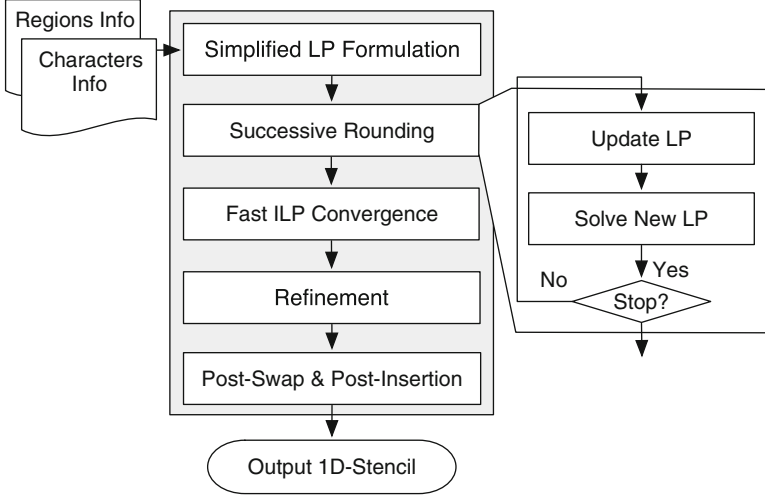 Regions Info
Characters
Info
Simplified LP Formulation
Successive Rounding
Fast ILP Convergence
Refinement
Post-Swap & Post-Insertion
Output 1D-Stencil
Update LP
Solve New LP
No
Yes
Stop?